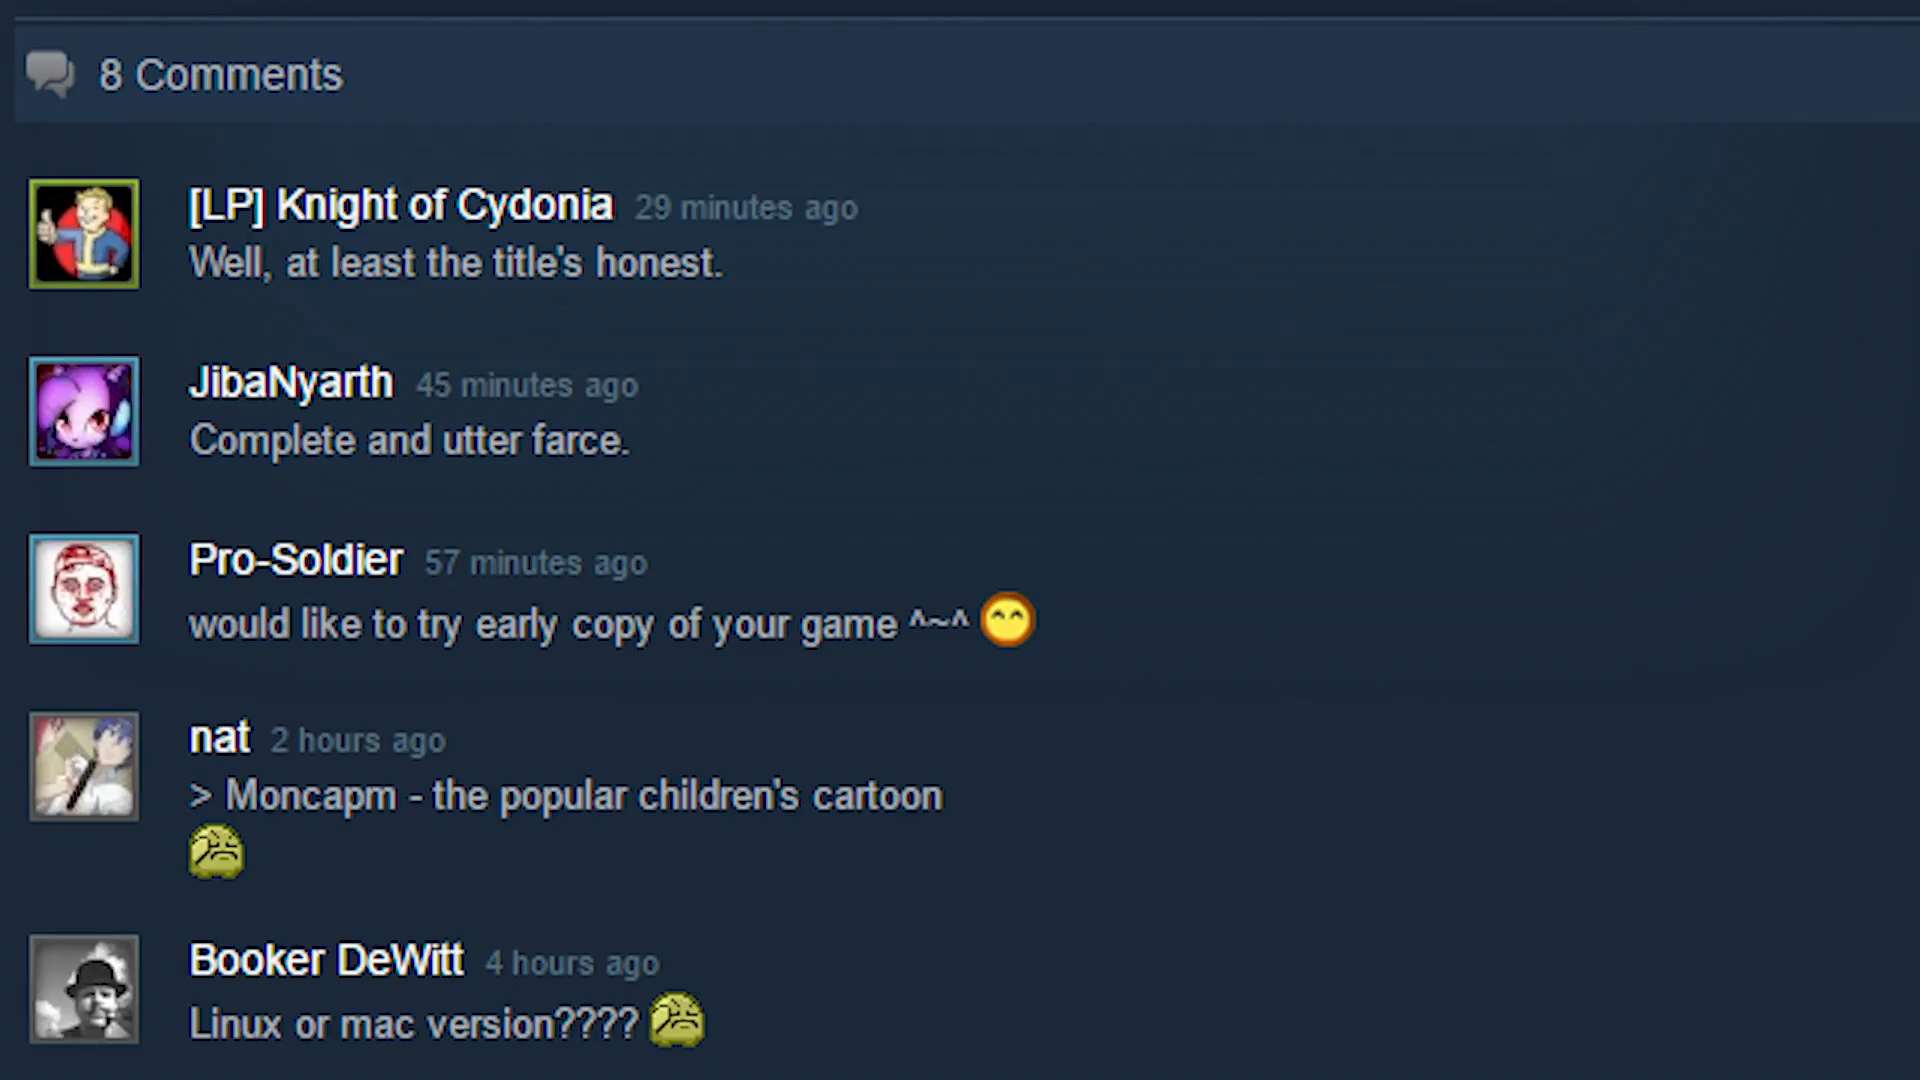 8 Comments
[LP] Knight of Cydonia 29 minutes ago
Well, at least the title's honest.
JibaNyarth 45 minutes ago
Complete and utter farce.
Pro-Soldier 57 minutes ago
would like to try early copy of your game ^~^
nat 2 hours ago
> Moncapm - the popular children's cartoon
Booker DeWitt 4 hours ago
Linux or mac version????